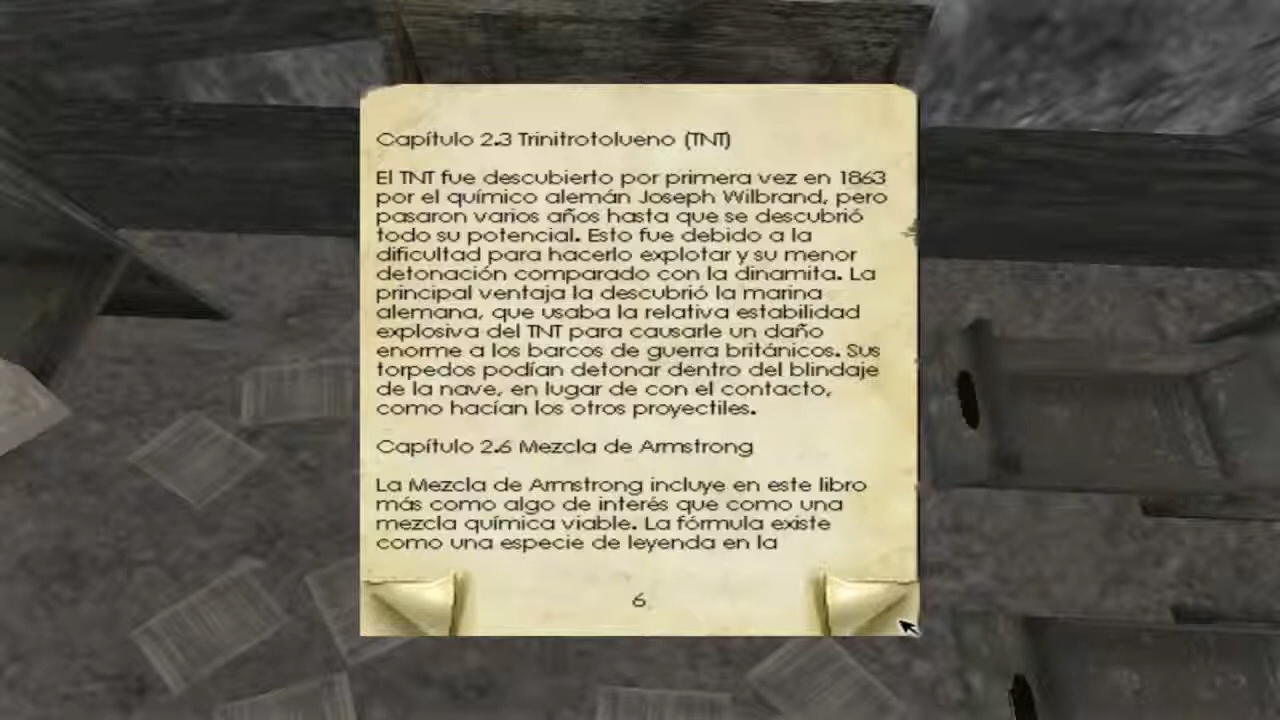 Capítulo 2.3 Trinitrotolueno (TNT)
El TNT fue descubierto por primera vez en 1863
por el químico alemán Joseph Wilbrand, pero
pasaron varios años hasta que se descubrió
todo su potencial. Esto fue debido a la
dificultad para hacerlo explotar y su menor
detonación comparado con la dinamita. La
principal ventaja la descubrió la marina
alemana, que usaba la relativa estabilidad
explosiva del TNT para causarle un daño
enorme a los barcos de guerra británicos. Sus
torpedos podían detonar dentro del blindaje
de la nave, en lugar de con el contacto,
como hacían los otros proyectiles.
Capítulo 2.6 Mezcla de Armstrong
La Mezcla de Armstrong incluye en este libro
más como algo de interés que como una
mezcla química viable. La fórmula existe
como una especie de leyenda en la
6